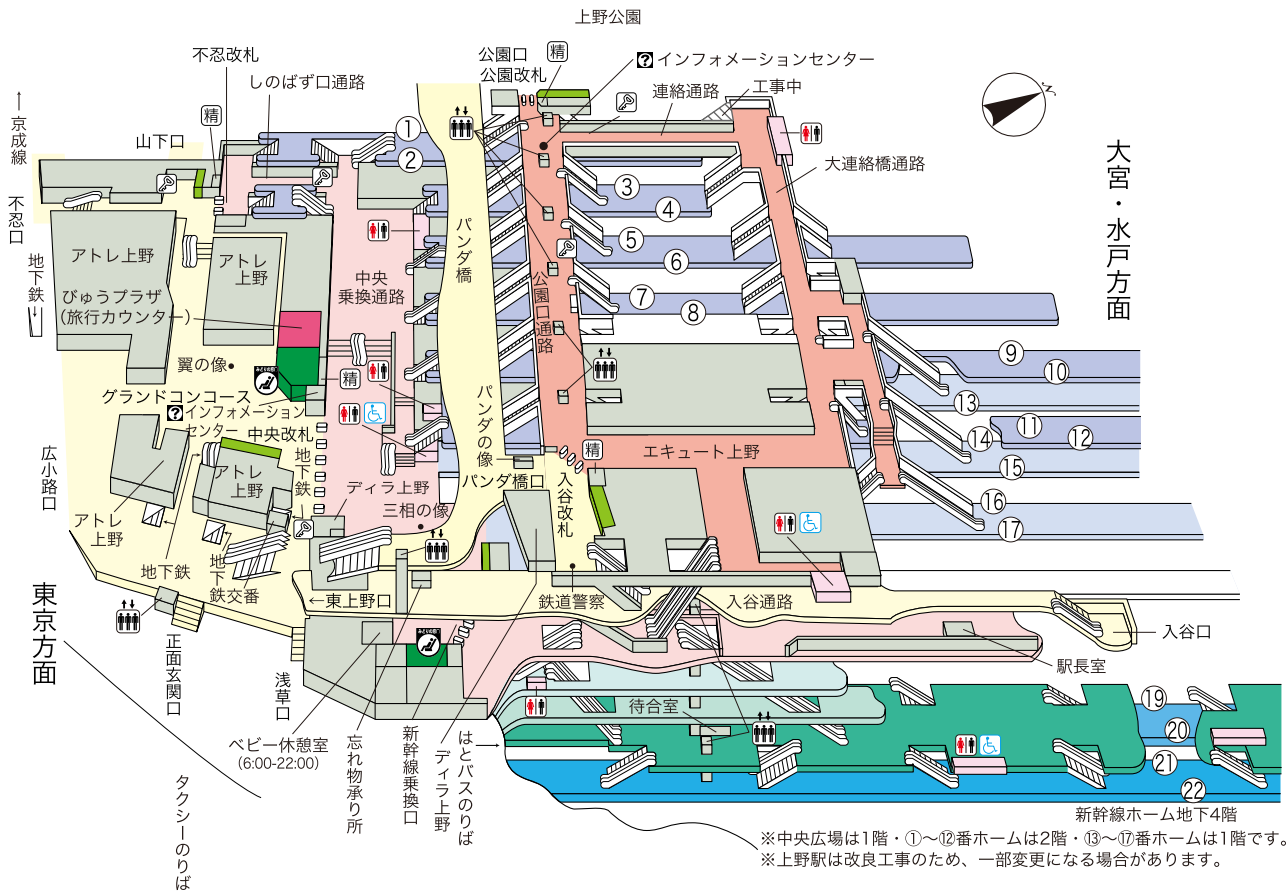 上野公園
不忍改札
しのばず口通路
公園口
公園改札
精
?インフォメーションセンター
連絡通路
工事中
N
←京成線
精
山下口
①
②
大連絡橋通路
大宮・水戸方面
③
④
⑤
⑥
⑦
⑧
不忍口
地下鉄→
アトレ上野
アトレ
上野
びゅうプラザ
(旅行カウンター)
中央
乗換通路
パンダ橋
公園口通路
翼の像
みどりの窓口
精
グランドコンコース
?インフォメーション
センター
中央改札
パンダの像
⑨
⑩
⑬
⑪
⑫
⑭
⑮
⑯
⑰
広小路口
アトレ
上野
アトレ
上野
地下鉄
ディラ上野
三相の像
パンダ橋口
精
入谷改札
エキュート上野
地下鉄
地下鉄
交番
←東上野口
鉄道警察
入谷通路
入谷口
駅長室
東京方面
正面玄関口
浅草口
みどりの窓口
ベビー休憩室
(6:00-22:00)
忘れ物承り所
新幹線乗換口
ディラ上野
はとバスのりば→
待合室
タクシーのりば
⑲
⑳
㉑
㉒
新幹線ホーム地下4階
※中央広場は1階・①〜⑫番ホームは2階・⑬〜⑰番ホームは1階です。
※上野駅は改良工事のため、一部変更になる場合があります。